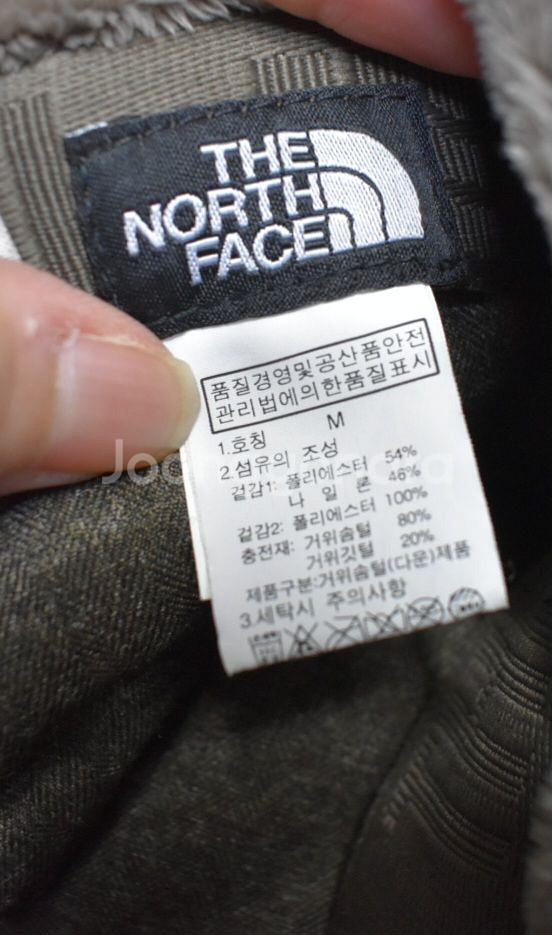 THE
NORTH
FACE
품질경영및공산품안전
관리법에의한품질표시
1.호칭 M
2.섬유의 조성
겉감1: 폴리에스터 54%
나 일 론 46%
겉감2: 폴리에스터 100%
충전재: 거위솜털 80%
거위깃털 20%
제품구분:거위솜털(다운)제품
3.세탁시 주의사항